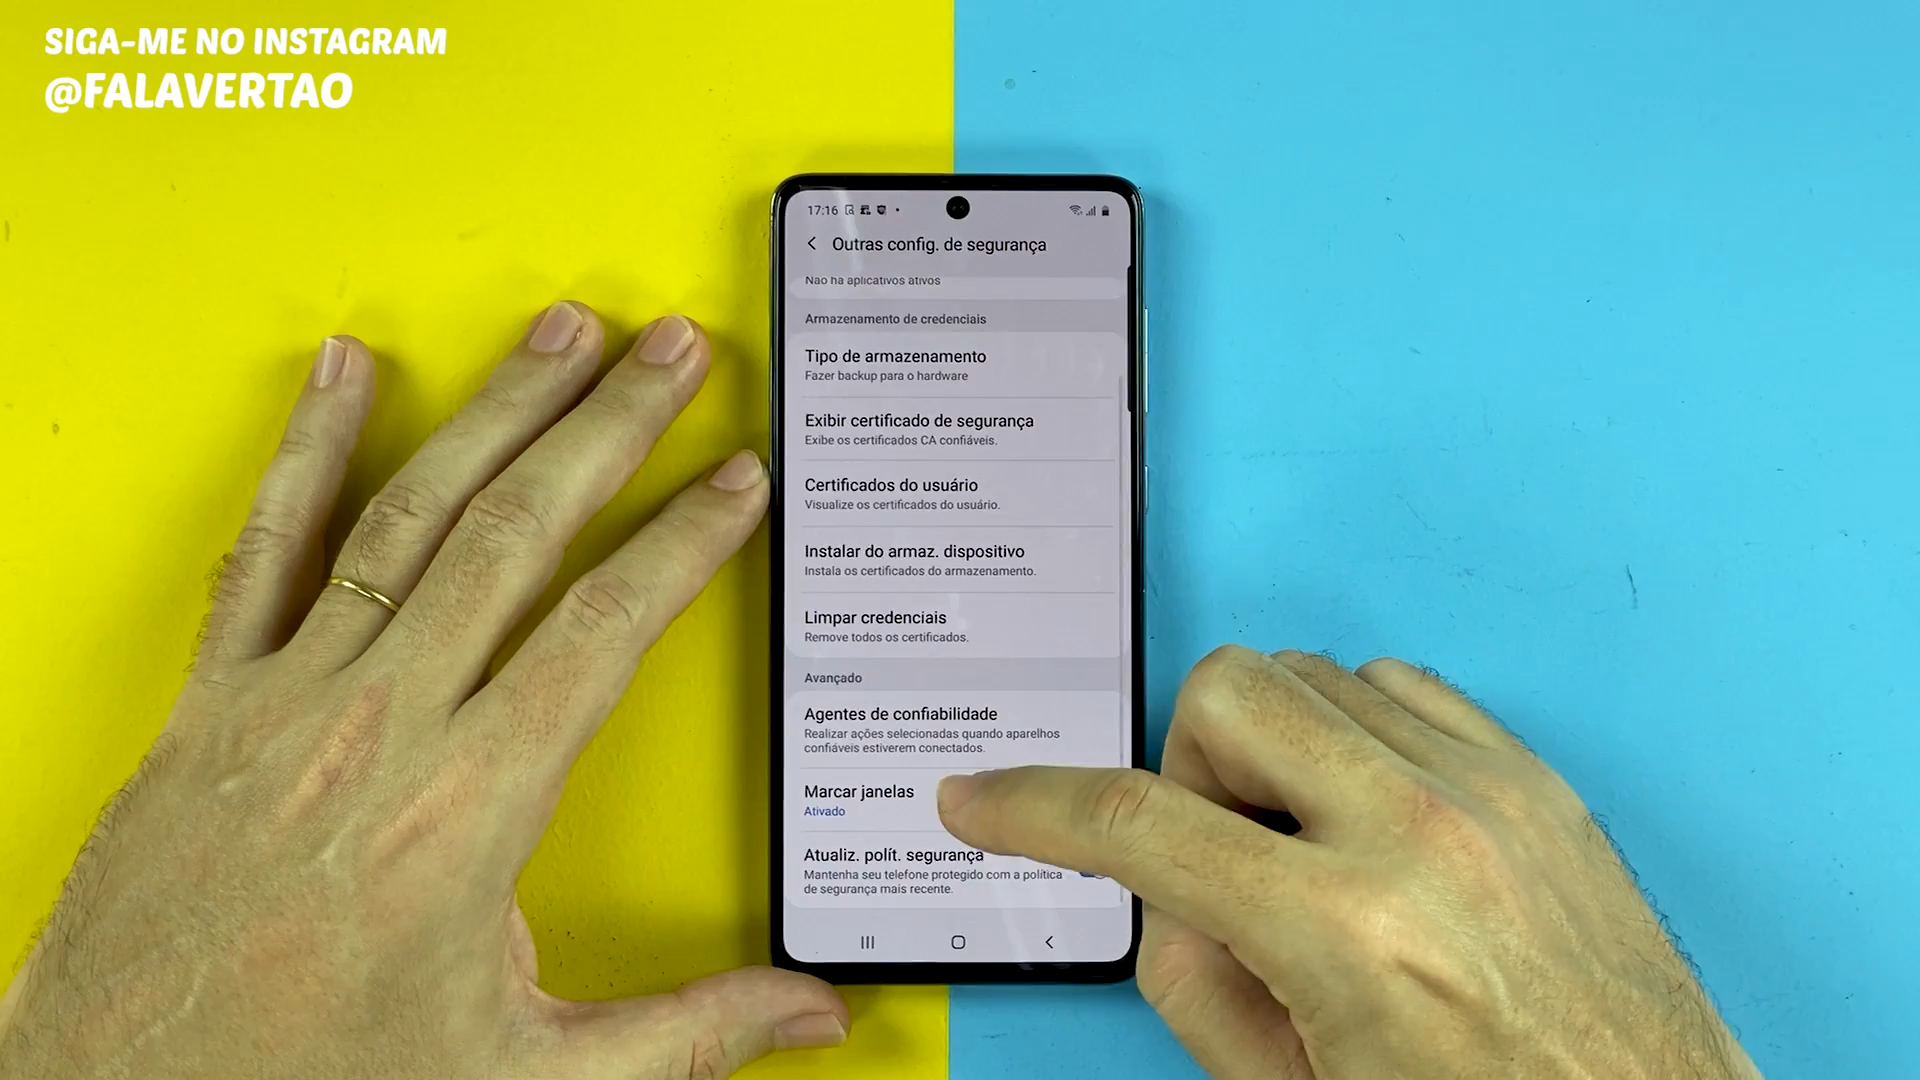 SIGA-ME NO INSTAGRAM
@FALAVERTAO
17:16
Outras config. de segurança
Não há aplicativos ativos
Armazenamento de credenciais
Tipo de armazenamento
Fazer backup para o hardware
Exibir certificado de segurança
Exibe os certificados CA confiáveis.
Certificados do usuário
Visualize os certificados do usuário.
Instalar do armaz. dispositivo
Instala os certificados do armazenamento.
Limpar credenciais
Remove todos os certificados.
Avançado
Agentes de confiabilidade
Realizar ações selecionadas quando aparelhos
confiáveis estiverem conectados.
Marcar janelas
Ativado
Atualiz. polít. segurança
Mantenha seu telefone protegido com a política
de segurança mais recente.